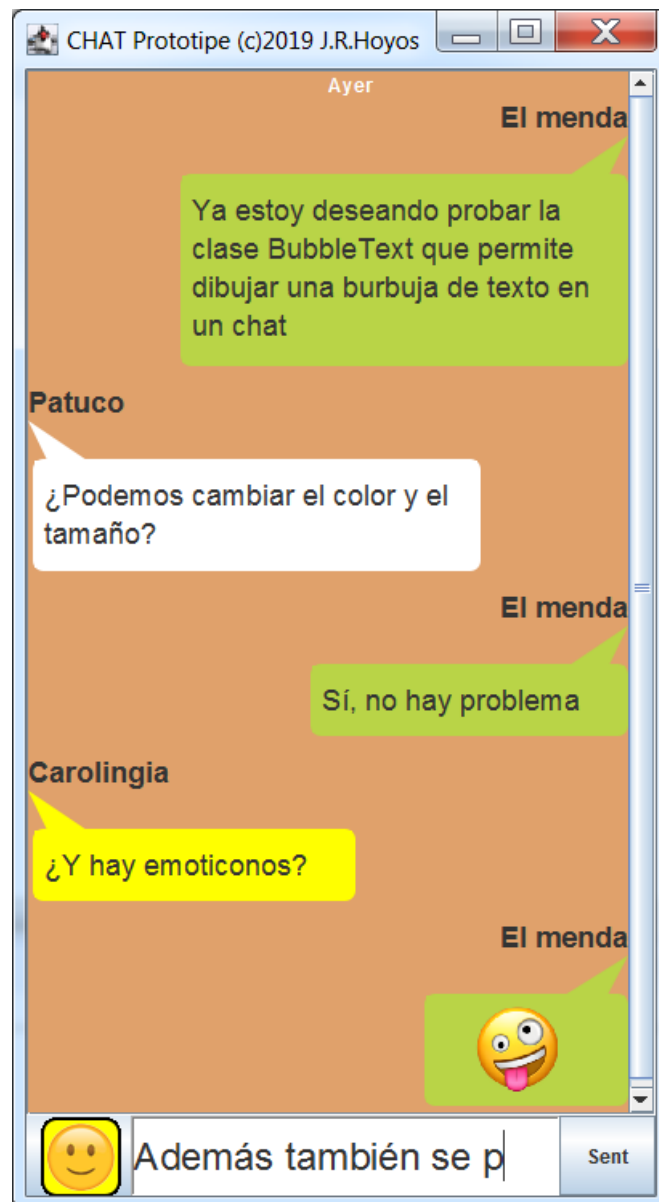 CHAT Prototipe (c)2019 J.R.Hoyos
Ayer
El menda
Ya estoy deseando probar la
clase BubbleText que permite
dibujar una burbuja de texto en
un chat
Patuco
¿Podemos cambiar el color y el
tamaño?
El menda
Sí, no hay problema
Carolingia
¿Y hay emoticonos?
El menda
Además también se p
Sent